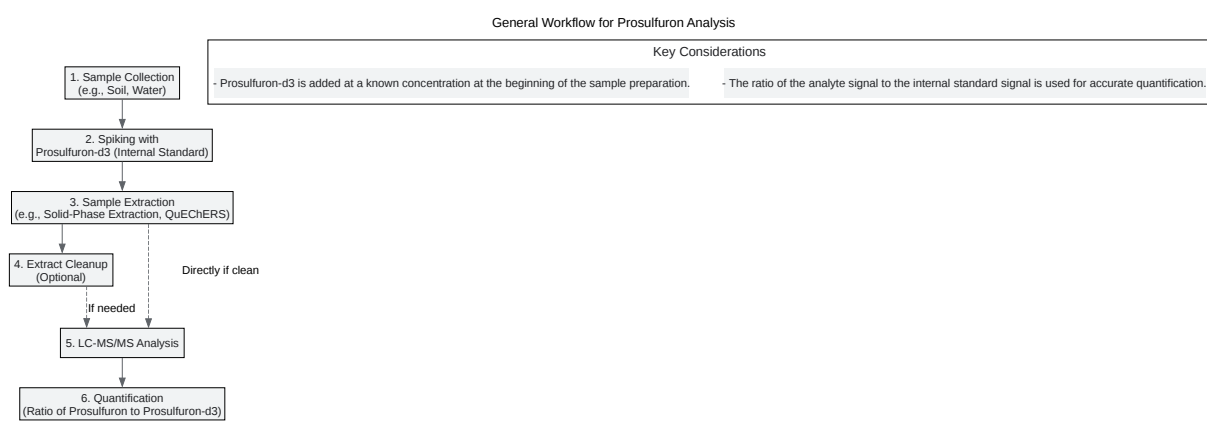 General Workflow for Prosulfuron Analysis
Key Considerations
- Prosulfuron-d3 is added at a known concentration at the beginning of the sample preparation.
- The ratio of the analyte signal to the internal standard signal is used for accurate quantification.
1. Sample Collection
(e.g., Soil, Water)
2. Spiking with
Prosulfuron-d3 (Internal Standard)
3. Sample Extraction
(e.g., Solid-Phase Extraction, QuEChERS)
4. Extract Cleanup
(Optional)
Directly if clean
If needed
5. LC-MS/MS Analysis
6. Quantification
(Ratio of Prosulfuron to Prosulfuron-d3)